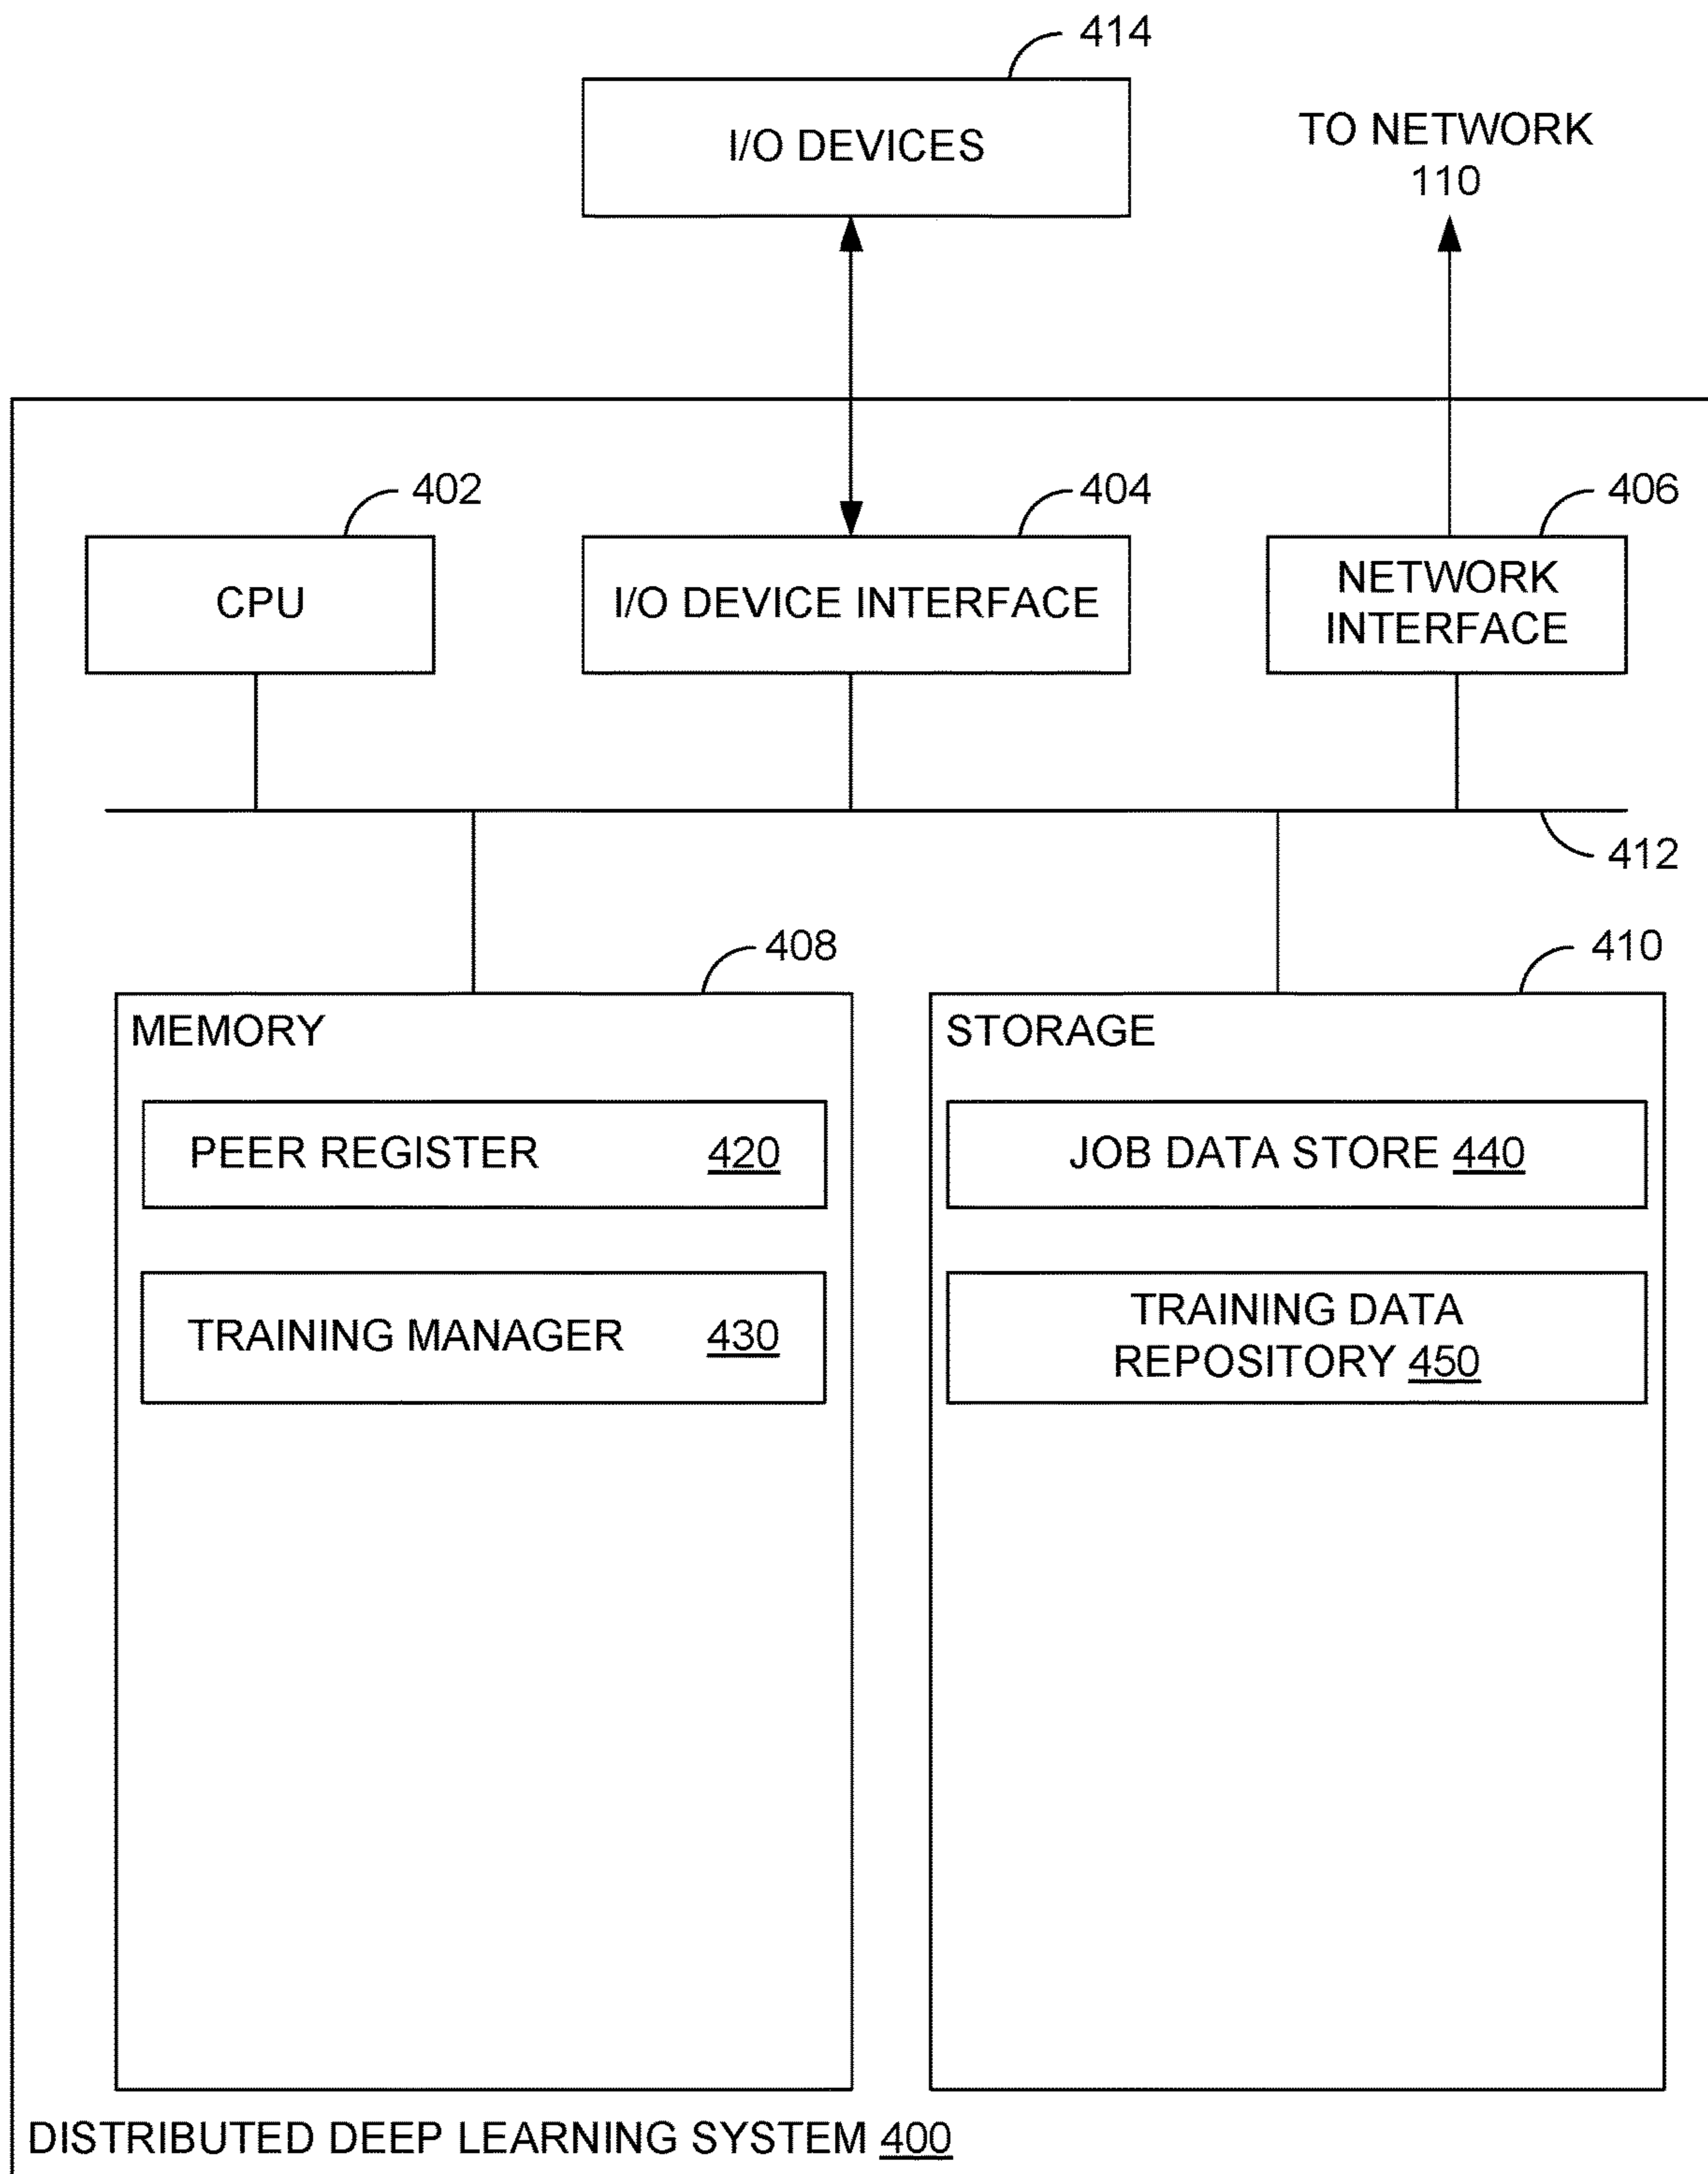 414
I/O DEVICES
TO NETWORK
110
402
404
406
CPU
I/O DEVICE INTERFACE
NETWORK
INTERFACE
412
408
410
MEMORY
STORAGE
PEER REGISTER 420
JOB DATA STORE 440
TRAINING MANAGER 430
TRAINING DATA
REPOSITORY 450
DISTRIBUTED DEEP LEARNING SYSTEM 400